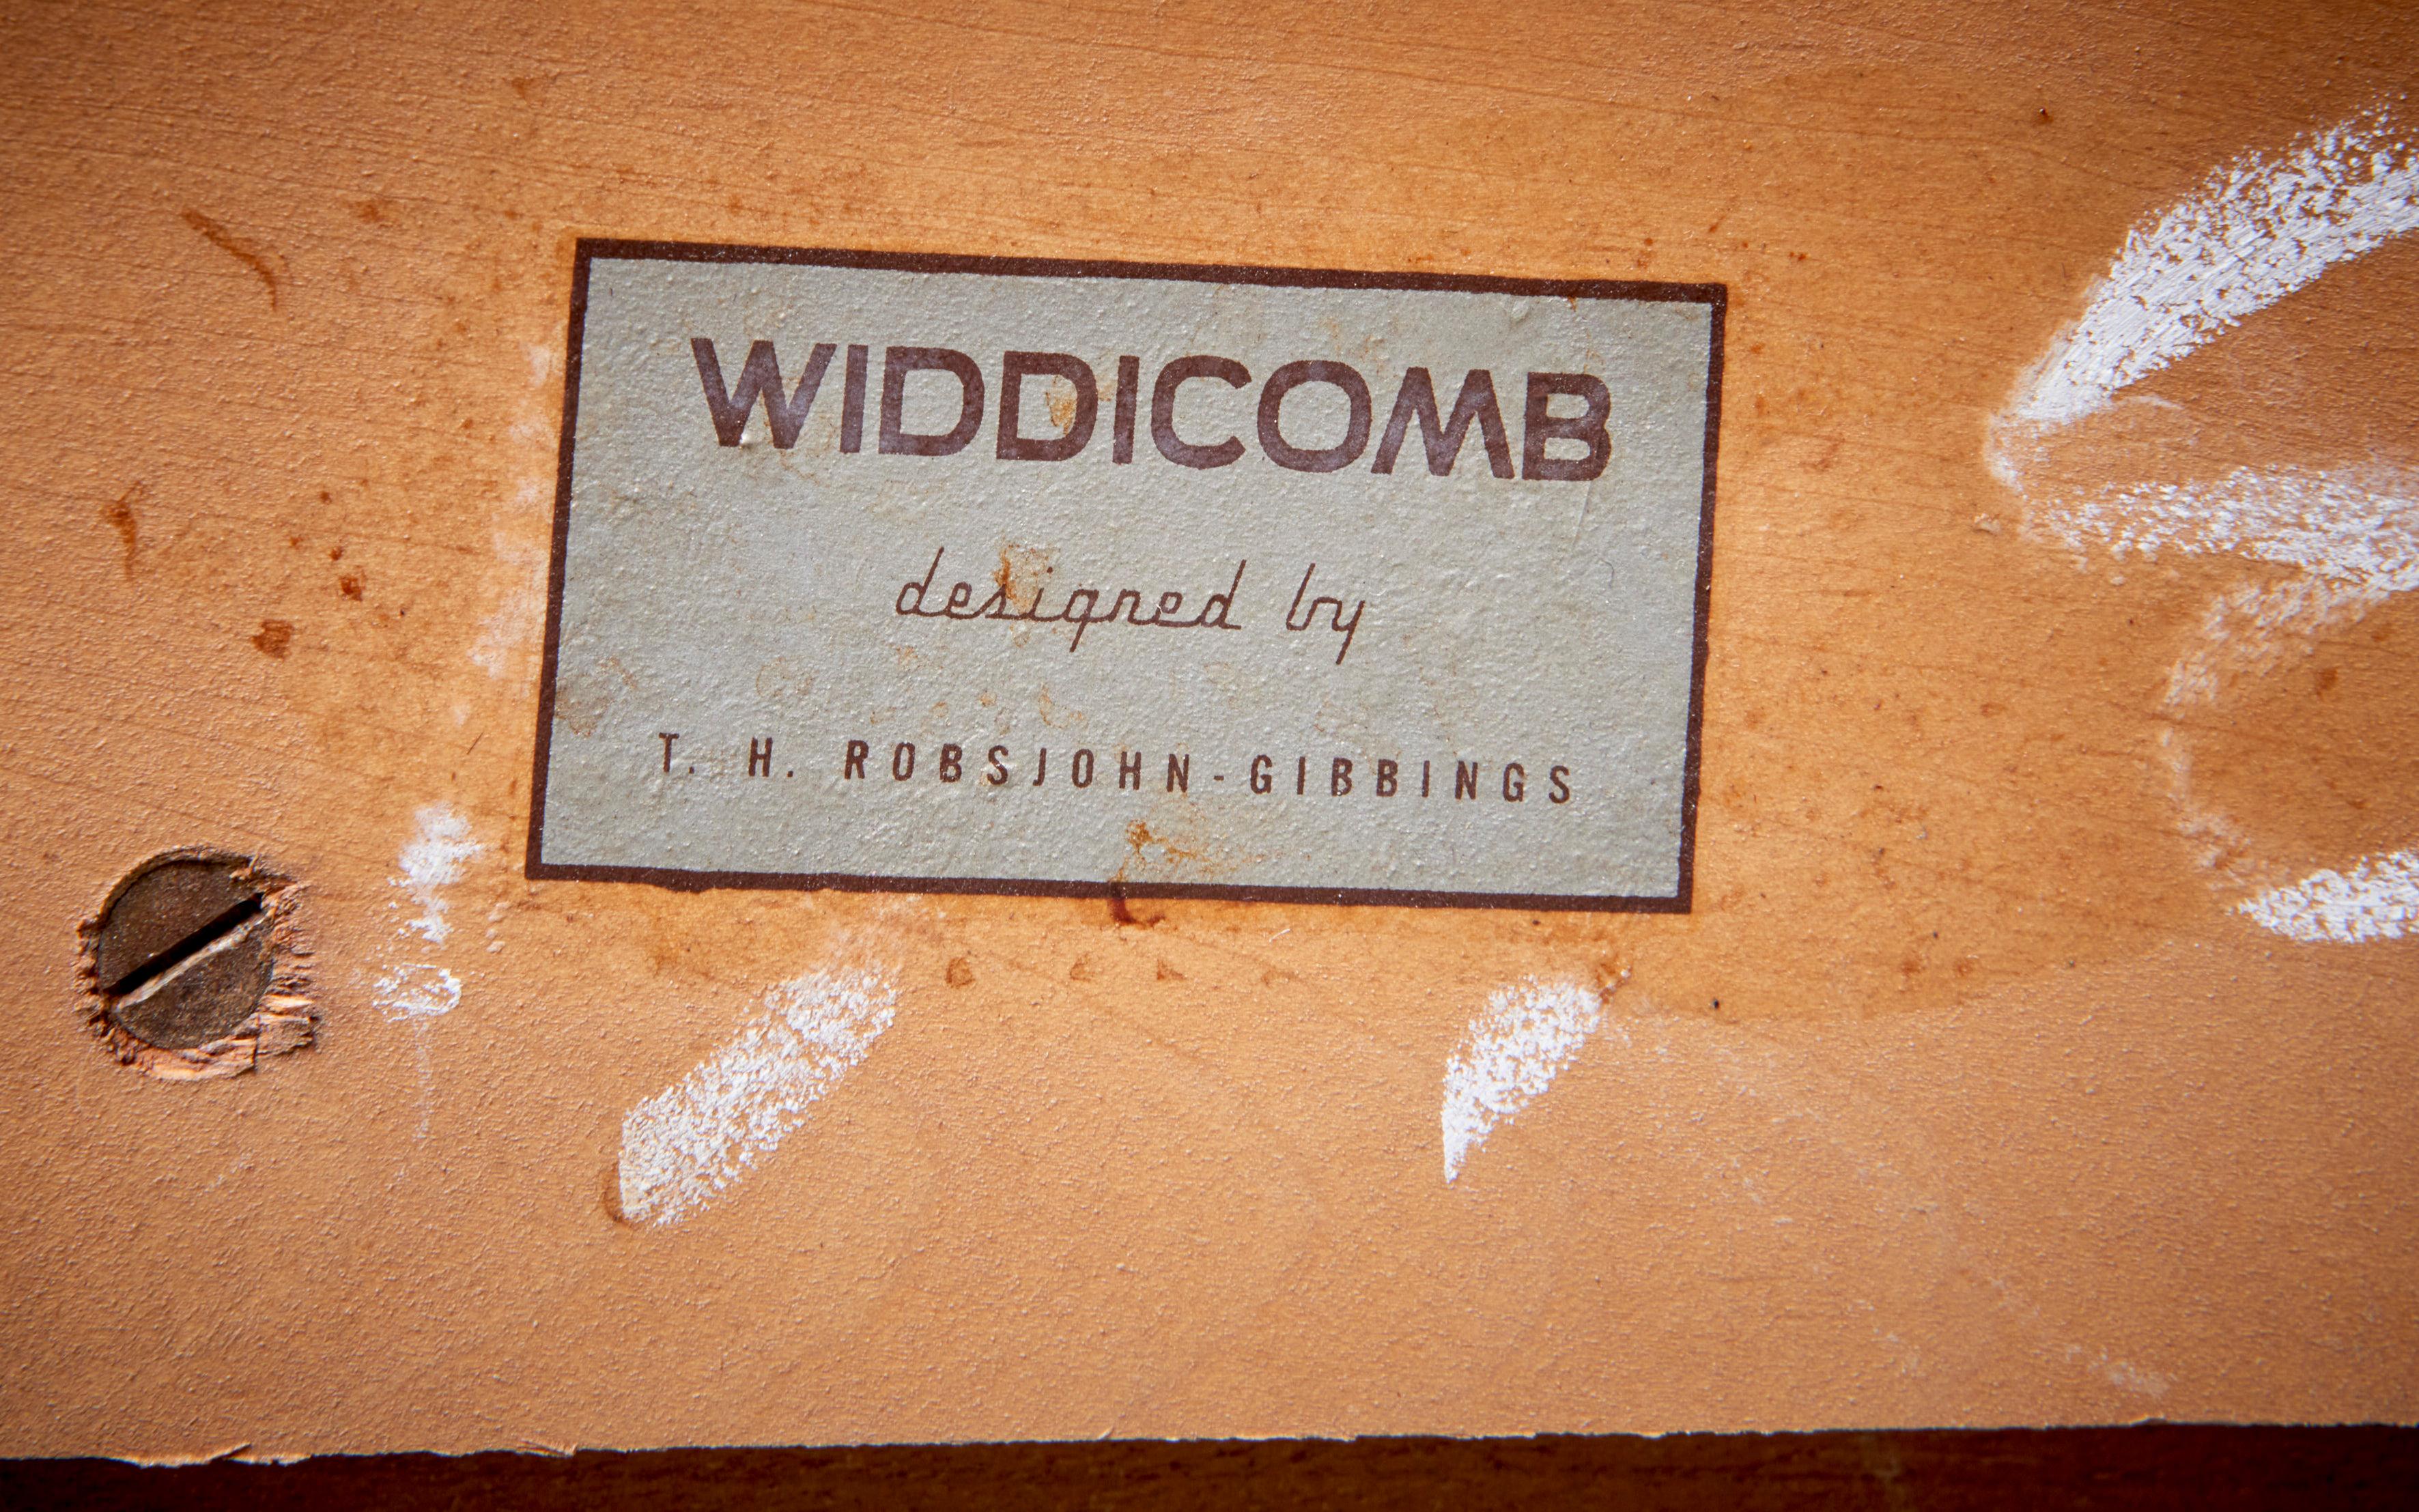 WIDDICOMB
designed by
T. H. ROBSJOHN-GIBBINGS